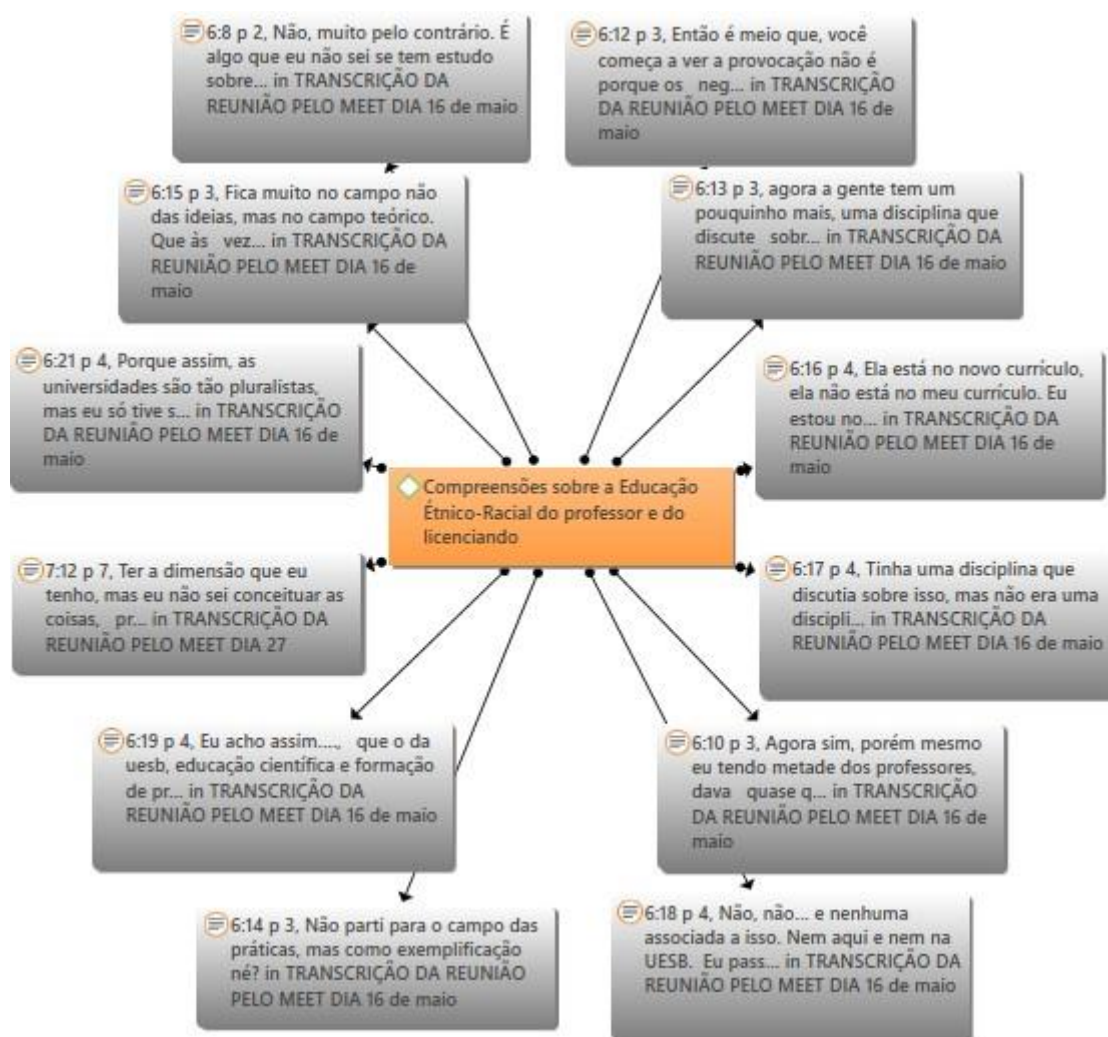 6:8 p 2, Não, muito pelo contrário. É
algo que eu não sei se tem estudo
sobre... in TRANSCRIÇÃO DA
REUNIÃO PELO MEET DIA 16 de maio
6:12 p 3, Então é meio que, você
começa a ver a provocação não é
porque os neg... in TRANSCRIÇÃO
DA REUNIÃO PELO MEET DIA 16 de
maio
6:15 p 3, Fica muito no campo não
das ideias, mas no campo teórico.
Que às vez... in TRANSCRIÇÃO DA
REUNIÃO PELO MEET DIA 16 de
maio
6:13 p 3, agora a gente tem um
pouquinho mais, uma disciplina que
discute sobr... in TRANSCRIÇÃO DA
REUNIÃO PELO MEET DIA 16 de maio
6:21 p 4, Porque assim, as
universidades são tão pluralistas,
mas eu só tive s... in TRANSCRIÇÃO
DA REUNIÃO PELO MEET DIA 16 de
maio
6:16 p 4, Ela está no novo currículo,
ela não está no meu currículo. Eu
estou no... in TRANSCRIÇÃO DA
REUNIÃO PELO MEET DIA 16 de
maio
Compreensões sobre a Educação
Étnico-Racial do professor e do
licenciando
7:12 p 7, Ter a dimensão que eu
tenho, mas eu não sei conceituar as
coisas, pr... in TRANSCRIÇÃO DA
REUNIÃO PELO MEET DIA 27
6:17 p 4, Tinha uma disciplina que
discutia sobre isso, mas não era uma
discipli... in TRANSCRIÇÃO DA
REUNIÃO PELO MEET DIA 16 de maio
6:19 p 4, Eu acho assim...., que o da
uesb, educação científica e formação
de pr... in TRANSCRIÇÃO DA
REUNIÃO PELO MEET DIA 16 de maio
6:10 p 3, Agora sim, porém mesmo
eu tendo metade dos professores,
dava quase q... in TRANSCRIÇÃO
DA REUNIÃO PELO MEET DIA 16 de
maio
6:14 p 3, Não parti para o campo das
práticas, mas como exemplificação
né? in TRANSCRIÇÃO DA REUNIÃO
PELO MEET DIA 16 de maio
6:18 p 4, Não, não... e nenhuma
associada a isso. Nem aqui e nem na
UESB. Eu pass... in TRANSCRIÇÃO DA
REUNIÃO PELO MEET DIA 16 de maio